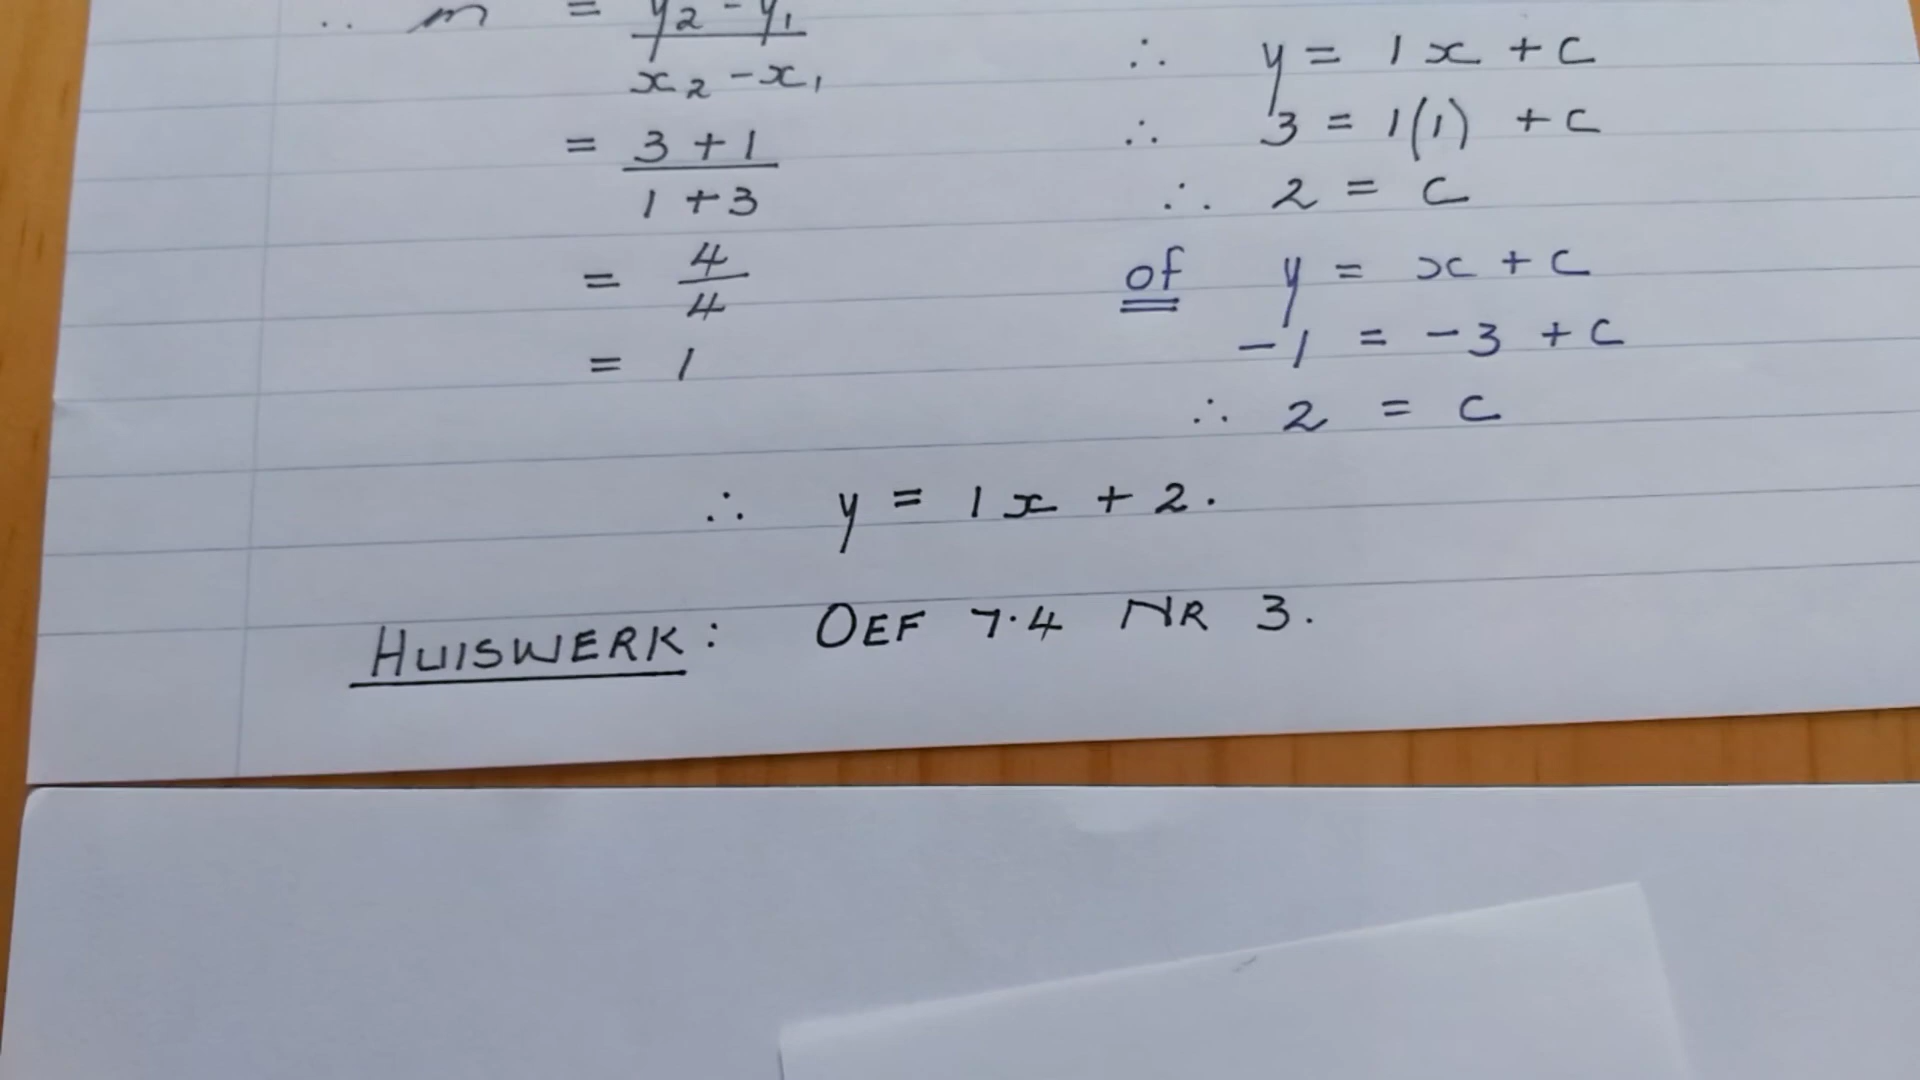 ∴ m = y₂ - y₁
x₂ - x₁
= 3 + 1
1 + 3
= 4
4
= 1
∴ y = 1x + c
∴ 3 = 1(1) + c
∴ 2 = c
of y = x + c
-1 = -3 + c
∴ 2 = c
∴ y = 1x + 2.
HUISWERK: OEF 7.4 NR 3.